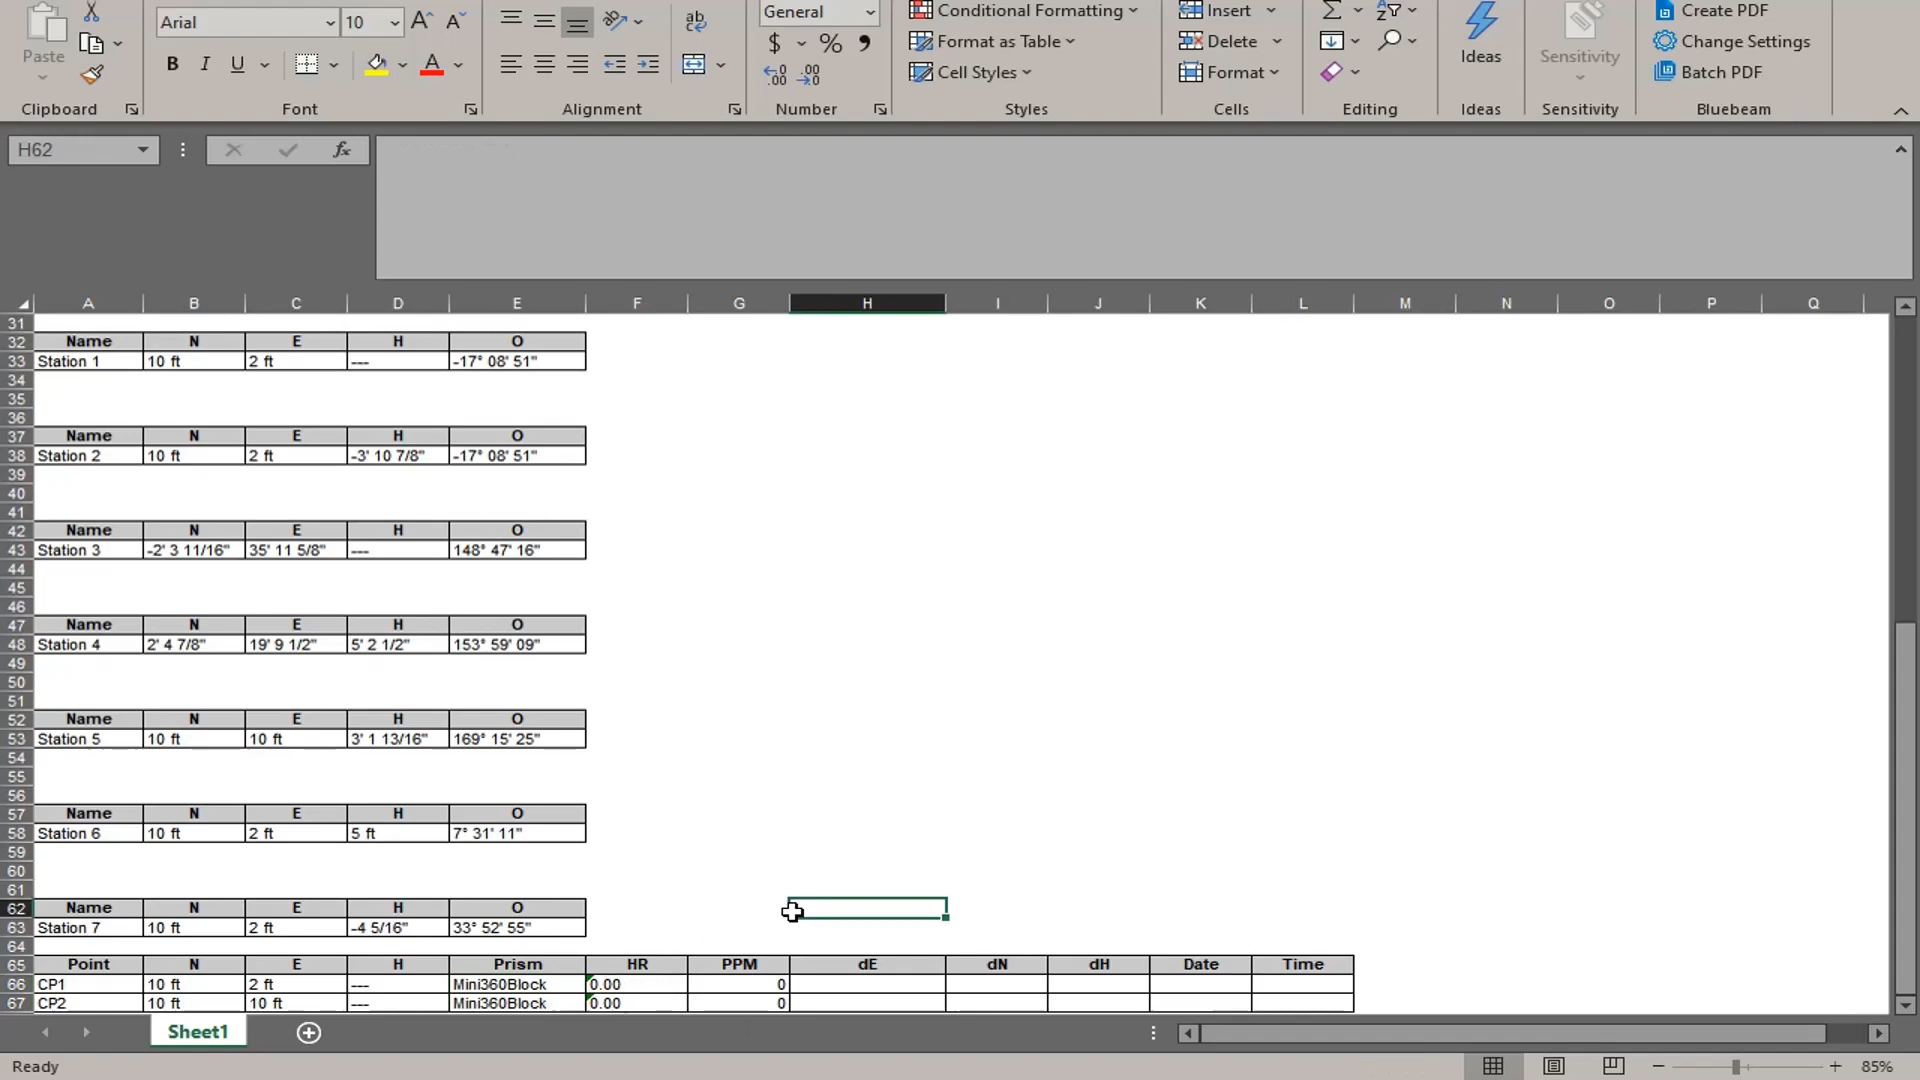 Paste
Arial 10 A A
B I U A
ab
General
$ % 9
Conditional Formatting
Format as Table
Cell Styles
Insert
Delete
Format
Ideas
Sensitivity
Create PDF
Change Settings
Batch PDF
Clipboard Font Alignment Number Styles Cells Editing Ideas Sensitivity Bluebeam
H62 fx
A B C D E F G H I J K L M N O P Q
31
32 Name N E H O
33 Station 1 10 ft 2 ft --- -17° 08' 51"
34
35
36
37 Name N E H O
38 Station 2 10 ft 2 ft -3' 10 7/8" -17° 08' 51"
39
40
41
42 Name N E H O
43 Station 3 -2' 3 11/16" 35' 11 5/8" --- 148° 47' 16"
44
45
46
47 Name N E H O
48 Station 4 2' 4 7/8" 19' 9 1/2" 5' 2 1/2" 153° 59' 09"
49
50
51
52 Name N E H O
53 Station 5 10 ft 10 ft 3' 1 13/16" 169° 15' 25"
54
55
56
57 Name N E H O
58 Station 6 10 ft 2 ft 5 ft 7° 31' 11"
59
60
61
62 Name N E H O
63 Station 7 10 ft 2 ft -4 5/16" 33° 52' 55"
64
65 Point N E H Prism HR PPM dE dN dH Date Time
66 CP1 10 ft 2 ft --- Mini360Block 0.00 0
67 CP2 10 ft 10 ft --- Mini360Block 0.00 0
Sheet1
Ready 85%